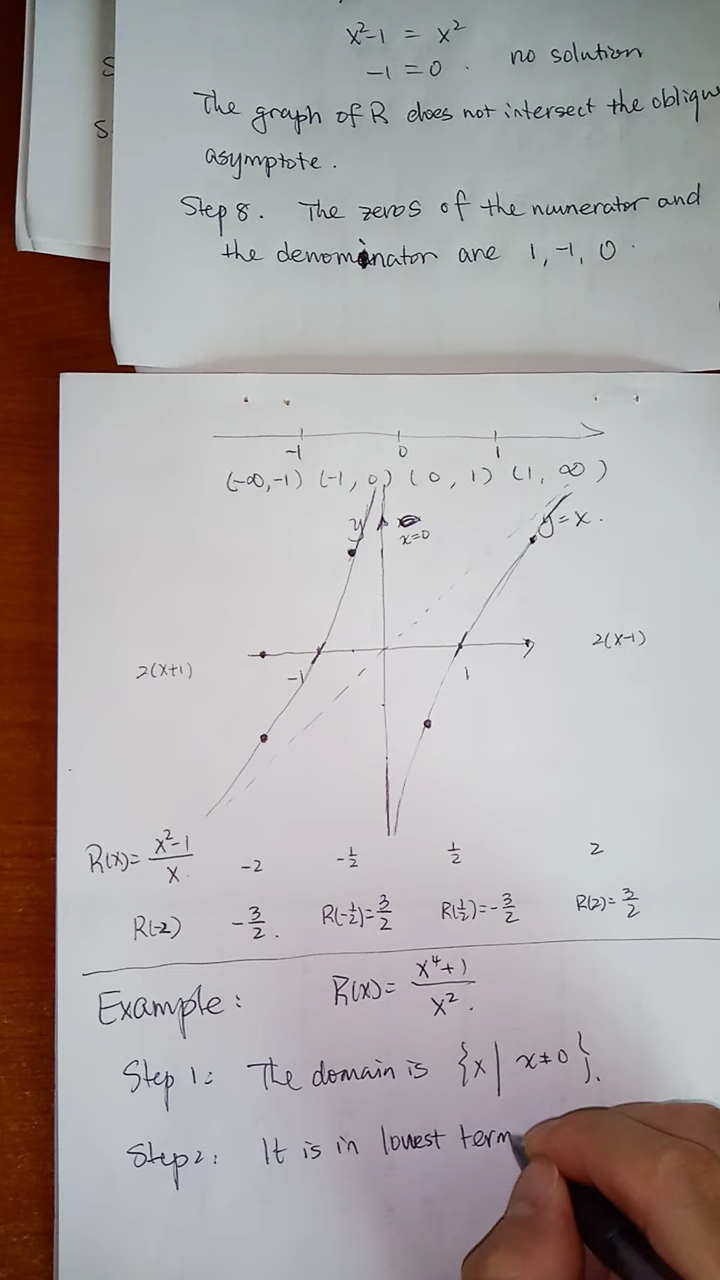 S
S
x²-1 = x²
-1 = 0. no solution
The graph of R does not intersect the oblique
asymptote.
Step 8. The zeros of the numerator and
the denominator are 1, -1, 0.
-1 0 1
(-∞, -1) (-1, 0) (0, 1) (1, ∞)
y x=0 y=x.
2(x+1) -1 1 2(x-1)
R(x)= x²-1/x. -2 -1/2 1/2 2
R(-2) -3/2. R(-1/2)=3/2 R(1/2)=-3/2 R(2)=3/2
Example: R(x)= x⁴+1/x².
Step 1: The domain is {x| x≠0}.
Step 2: It is in lowest term